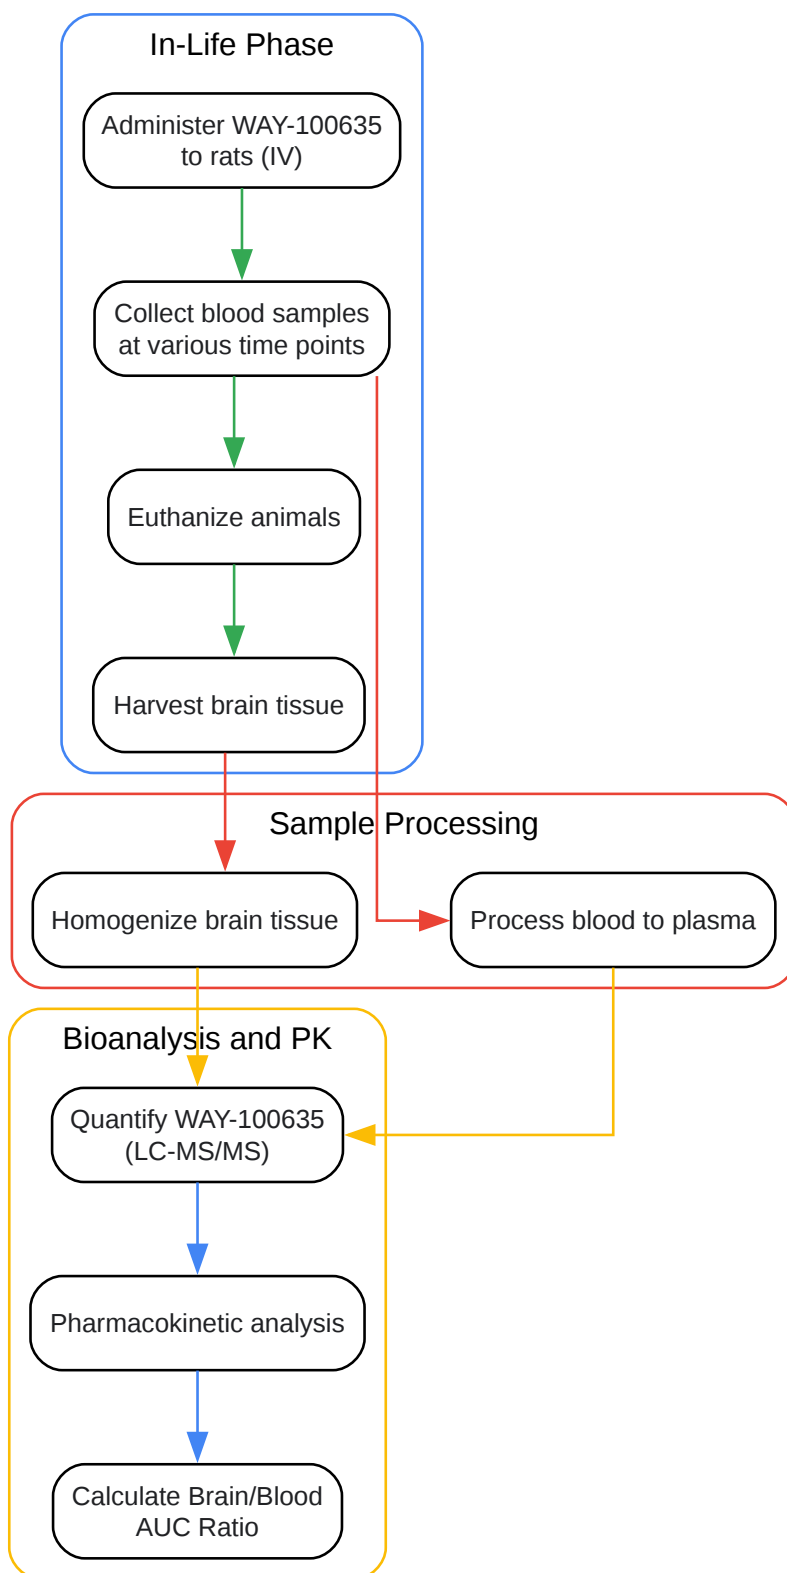 In-Life Phase
Administer WAY-100635
to rats (IV)
Collect blood samples
at various time points
Euthanize animals
Harvest brain tissue
Sample Processing
Homogenize brain tissue
Process blood to plasma
Bioanalysis and PK
Quantify WAY-100635
(LC-MS/MS)
Pharmacokinetic analysis
Calculate Brain/Blood
AUC Ratio